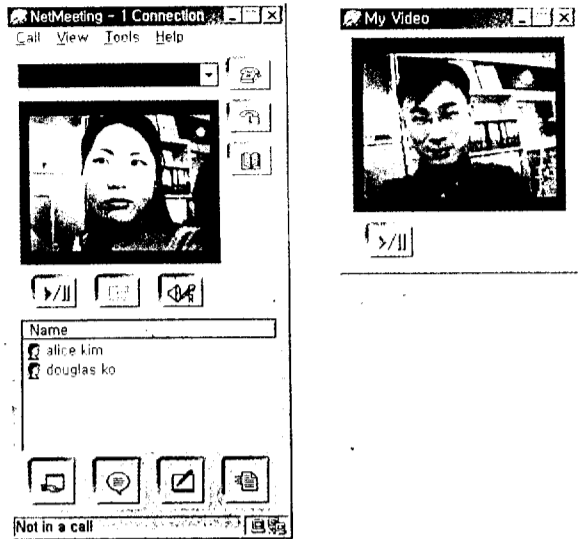 NetMeeting - 1 Connection
Call View Tools Help
Name
alice kim
douglas ko
Not in a call
My Video